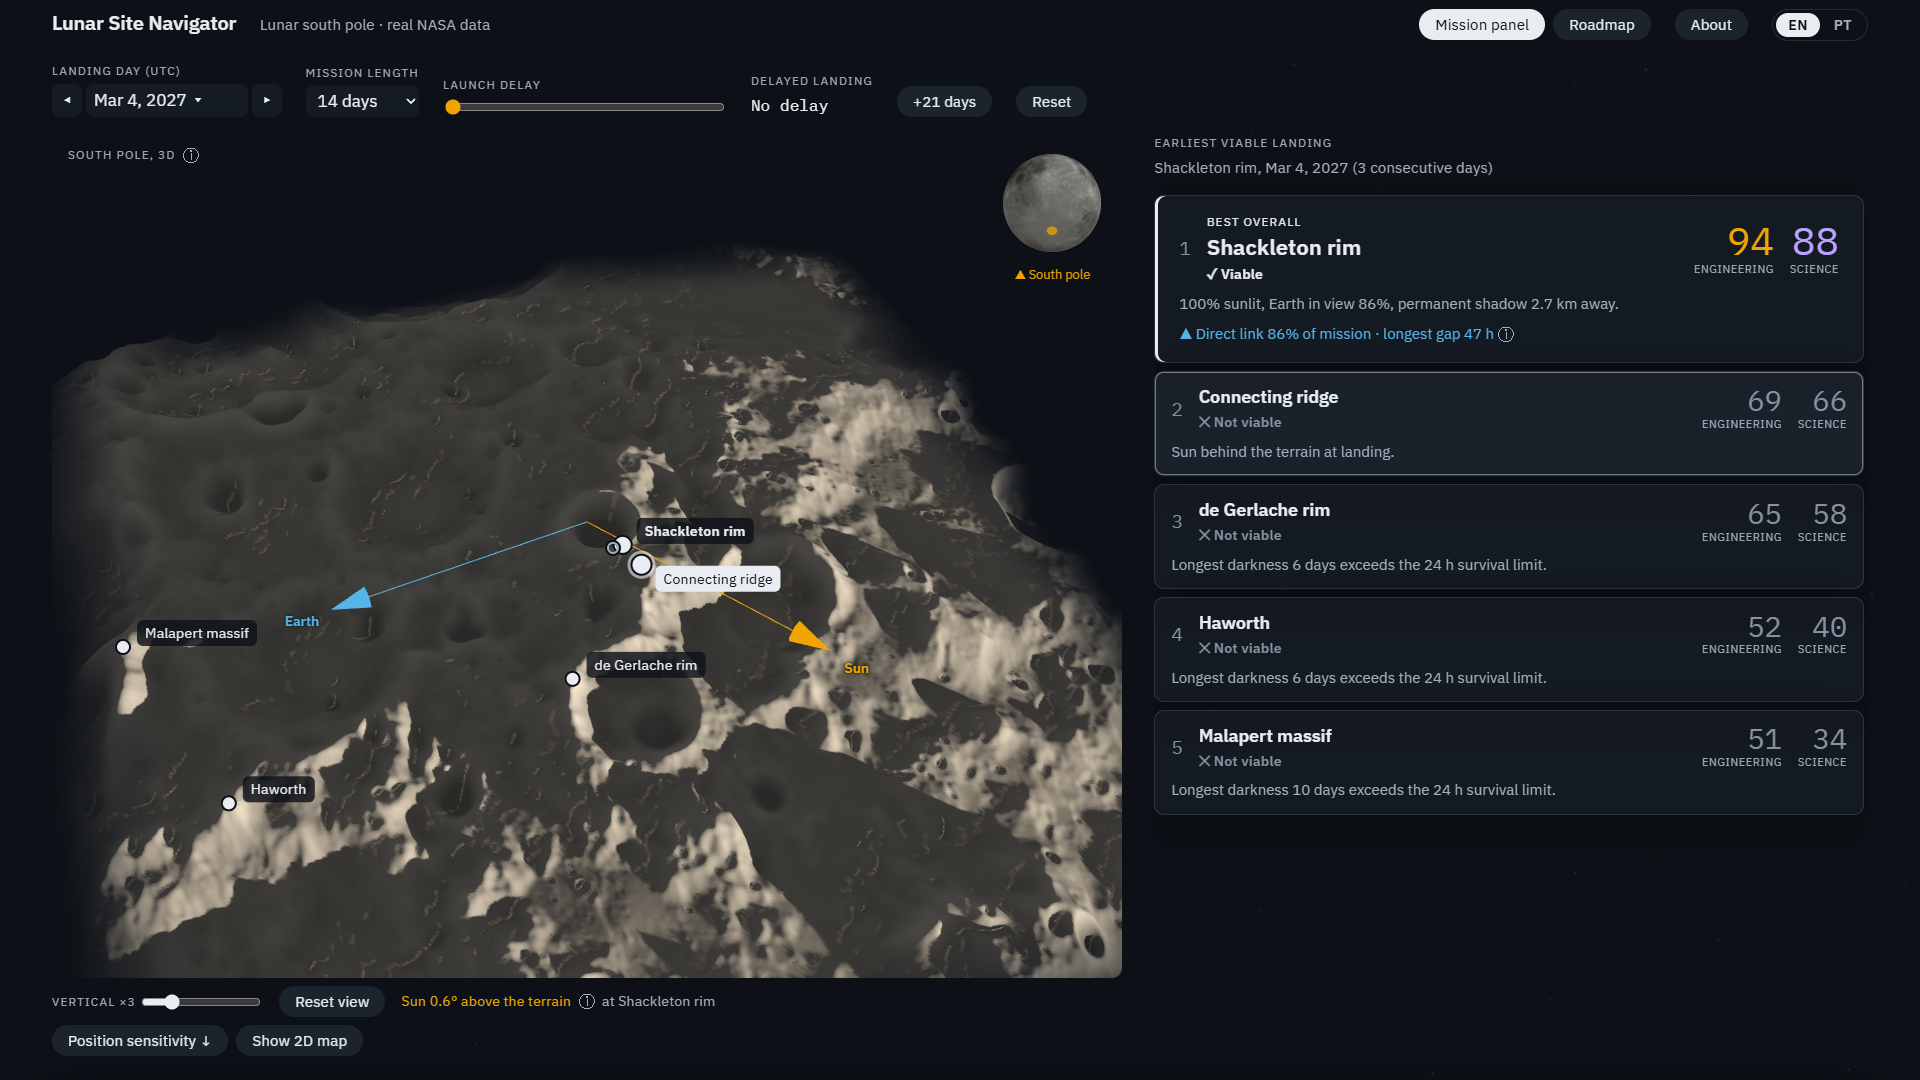 Lunar Site Navigator
Lunar south pole · real NASA data
Mission panel
Roadmap
About
EN
PT
LANDING DAY (UTC)
◂
Mar 4, 2027 ▾
▸
MISSION LENGTH
14 days
LAUNCH DELAY
DELAYED LANDING
No delay
+21 days
Reset
SOUTH POLE, 3D ⓘ
▲ South pole
Shackleton rim
Connecting ridge
Earth
Sun
Malapert massif
de Gerlache rim
Haworth
VERTICAL ×3
Reset view
Sun 0.6° above the terrain ⓘ at Shackleton rim
Position sensitivity ↓
Show 2D map
EARLIEST VIABLE LANDING
Shackleton rim, Mar 4, 2027 (3 consecutive days)
BEST OVERALL
1 Shackleton rim
✓ Viable
94 88
ENGINEERING SCIENCE
100% sunlit, Earth in view 86%, permanent shadow 2.7 km away.
▲ Direct link 86% of mission · longest gap 47 h ⓘ
2 Connecting ridge
✕ Not viable
69 66
ENGINEERING SCIENCE
Sun behind the terrain at landing.
3 de Gerlache rim
✕ Not viable
65 58
ENGINEERING SCIENCE
Longest darkness 6 days exceeds the 24 h survival limit.
4 Haworth
✕ Not viable
52 40
ENGINEERING SCIENCE
Longest darkness 6 days exceeds the 24 h survival limit.
5 Malapert massif
✕ Not viable
51 34
ENGINEERING SCIENCE
Longest darkness 10 days exceeds the 24 h survival limit.